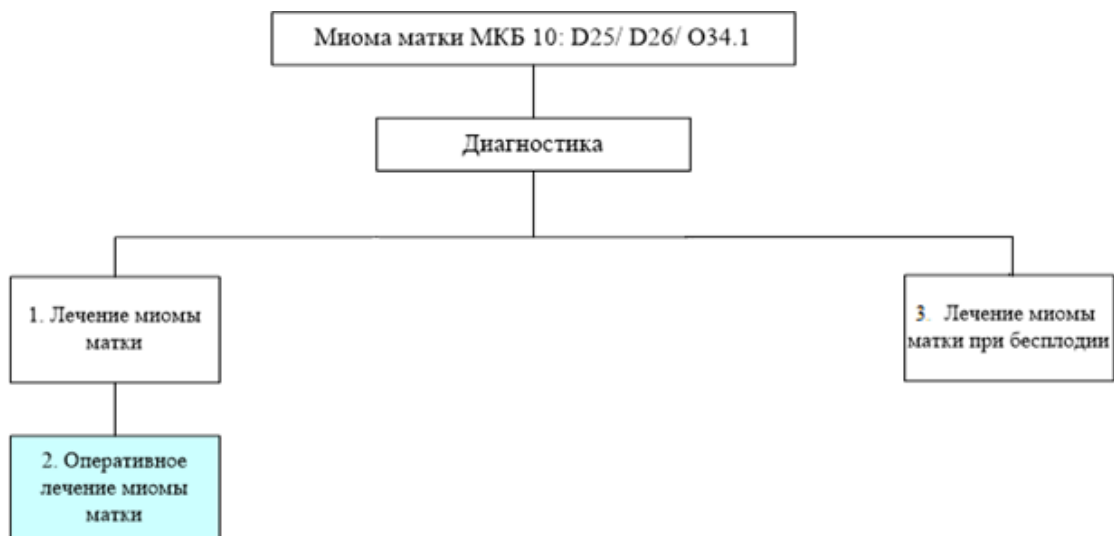 Миома матки МКБ 10: D25/ D26/ O34.1
Диагностика
1. Лечение миомы
матки
3. Лечение миомы
матки при бесплодии
2. Оперативное
лечение миомы
матки